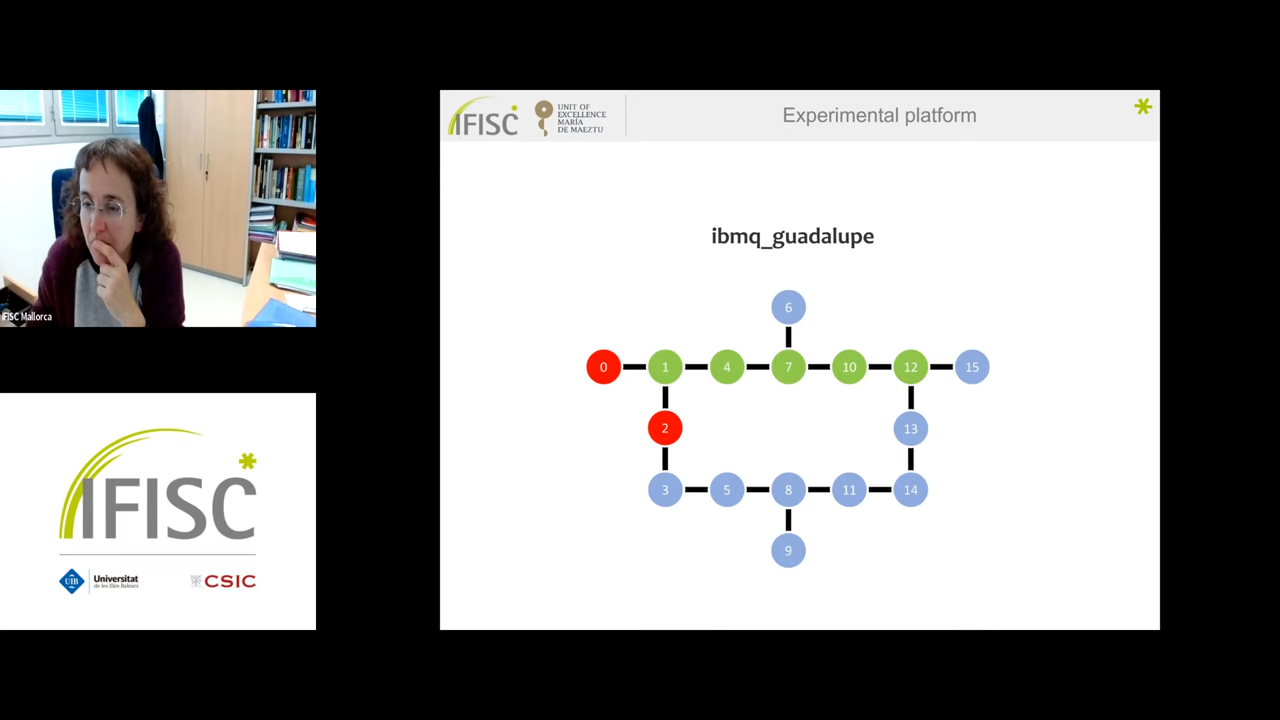 IFISC Mallorca
IFISC
UIB
Universitat
de les Illes Balears
CSIC
IFISC
UNIT OF
EXCELLENCE
MARÍA
DE MAEZTU
Experimental platform
ibmq_guadalupe
6
0
1
4
7
10
12
15
2
13
3
5
8
11
14
9